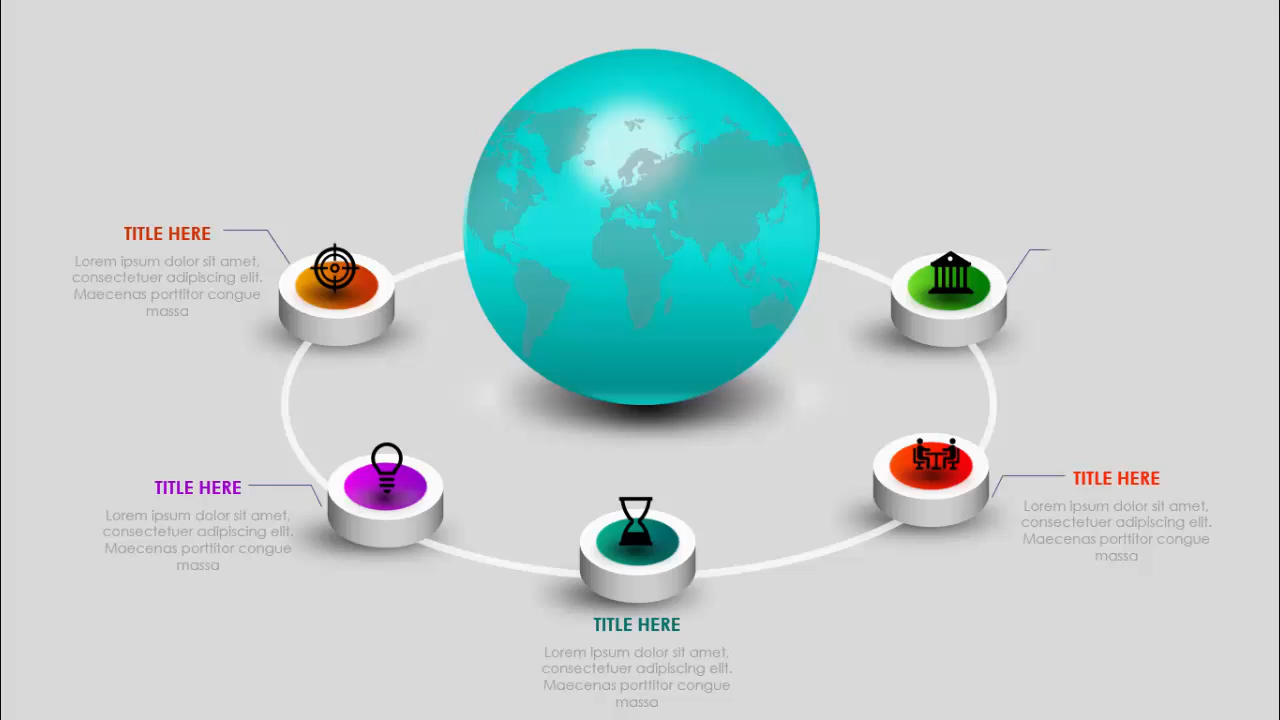 TITLE HERE
Lorem ipsum dolor sit amet,
consectetuer adipiscing elit.
Maecenas porttitor congue
massa
TITLE HERE
Lorem ipsum dolor sit amet,
consectetuer adipiscing elit.
Maecenas porttitor congue
massa
TITLE HERE
Lorem ipsum dolor sit amet,
consectetuer adipiscing elit.
Maecenas porttitor congue
massa
TITLE HERE
Lorem ipsum dolor sit amet,
consectetuer adipiscing elit.
Maecenas porttitor congue
massa